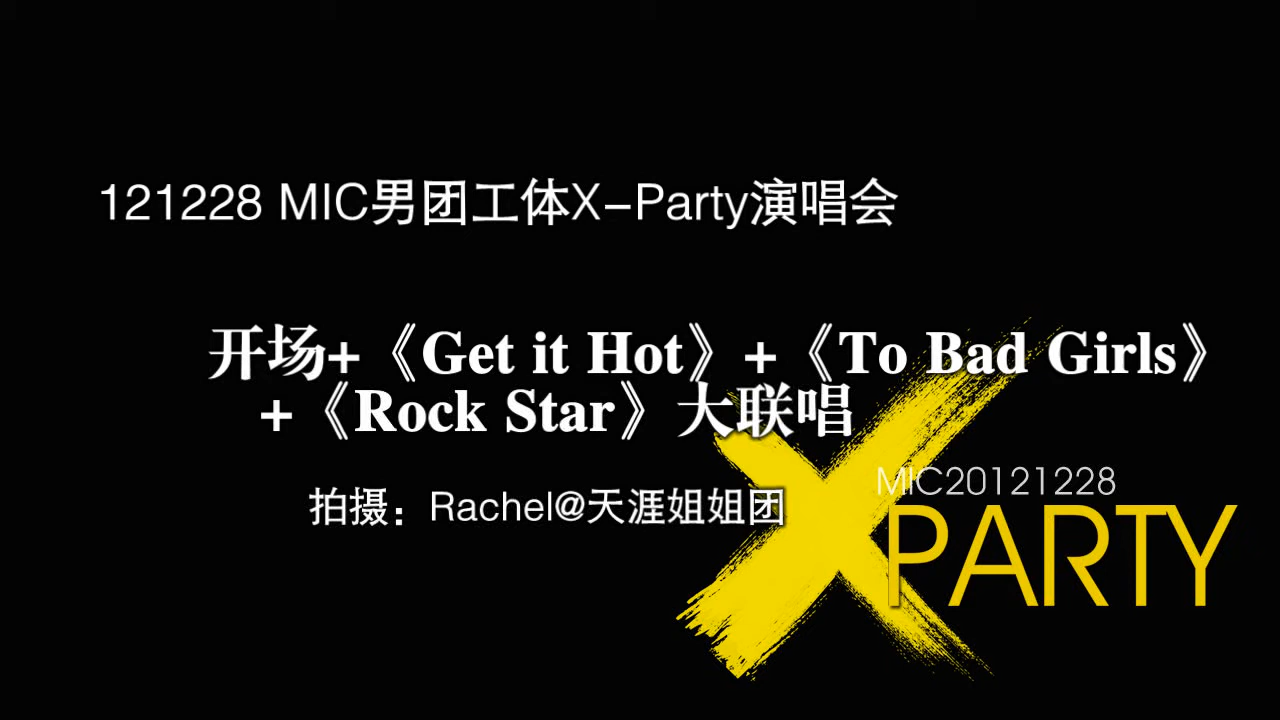 121228 MIC男团工体X-Party演唱会
开场+《Get it Hot》+《To Bad Girls》
+《Rock Star》大联唱
拍摄：Rachel@天涯姐姐团
MIC20121228
X PARTY